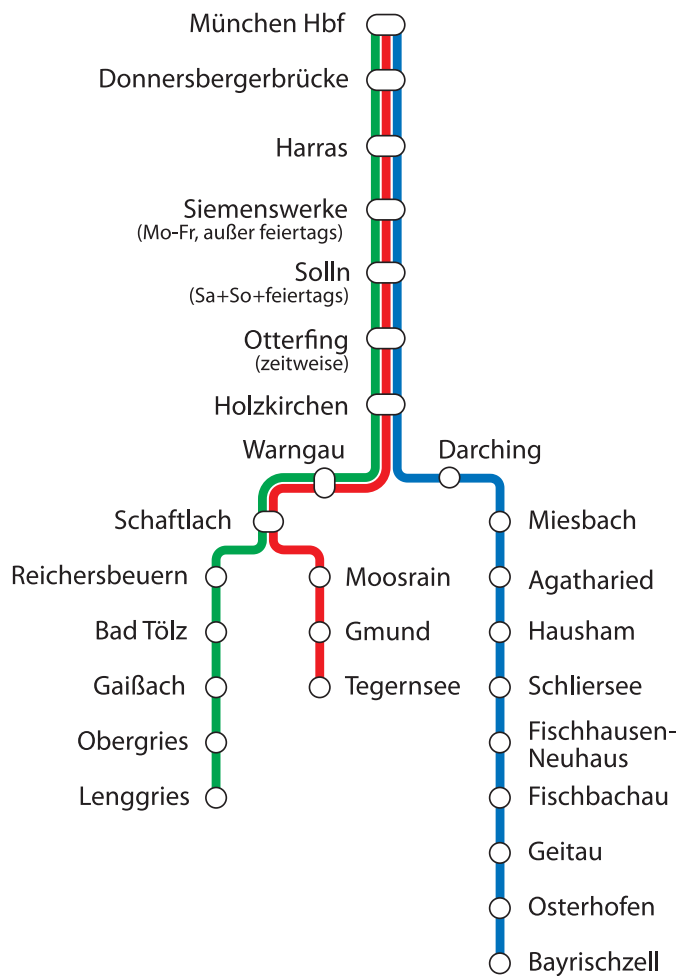 München Hbf
Donnersbergerbrücke
Harras
Siemenswerke
(Mo-Fr, außer feiertags)
Solln
(Sa+So+feiertags)
Otterfing
(zeitweise)
Holzkirchen
Warngau
Darching
Schaftlach
Miesbach
Reichersbeuern
Moosrain
Agatharied
Bad Tölz
Gmund
Hausham
Gaißach
Tegernsee
Schliersee
Obergries
Fischhausen-
Neuhaus
Lenggries
Fischbachau
Geitau
Osterhofen
Bayrischzell